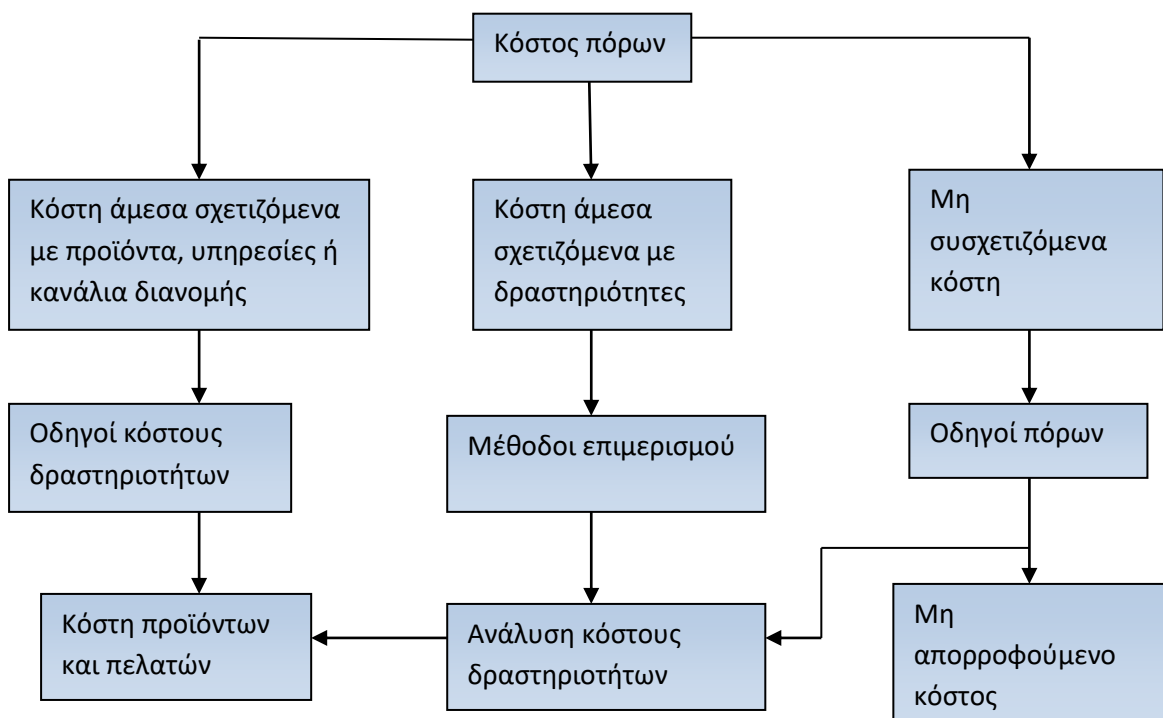 Κόστος πόρων
Κόστη άμεσα σχετιζόμενα
με προϊόντα, υπηρεσίες ή
κανάλια διανομής
Κόστη άμεσα
σχετιζόμενα με
δραστηριότητες
Μη
συσχετιζόμενα
κόστη
Οδηγοί κόστους
δραστηριοτήτων
Μέθοδοι επιμερισμού
Οδηγοί πόρων
Κόστη προϊόντων
και πελατών
Ανάλυση κόστους
δραστηριοτήτων
Μη
απορροφούμενο
κόστος